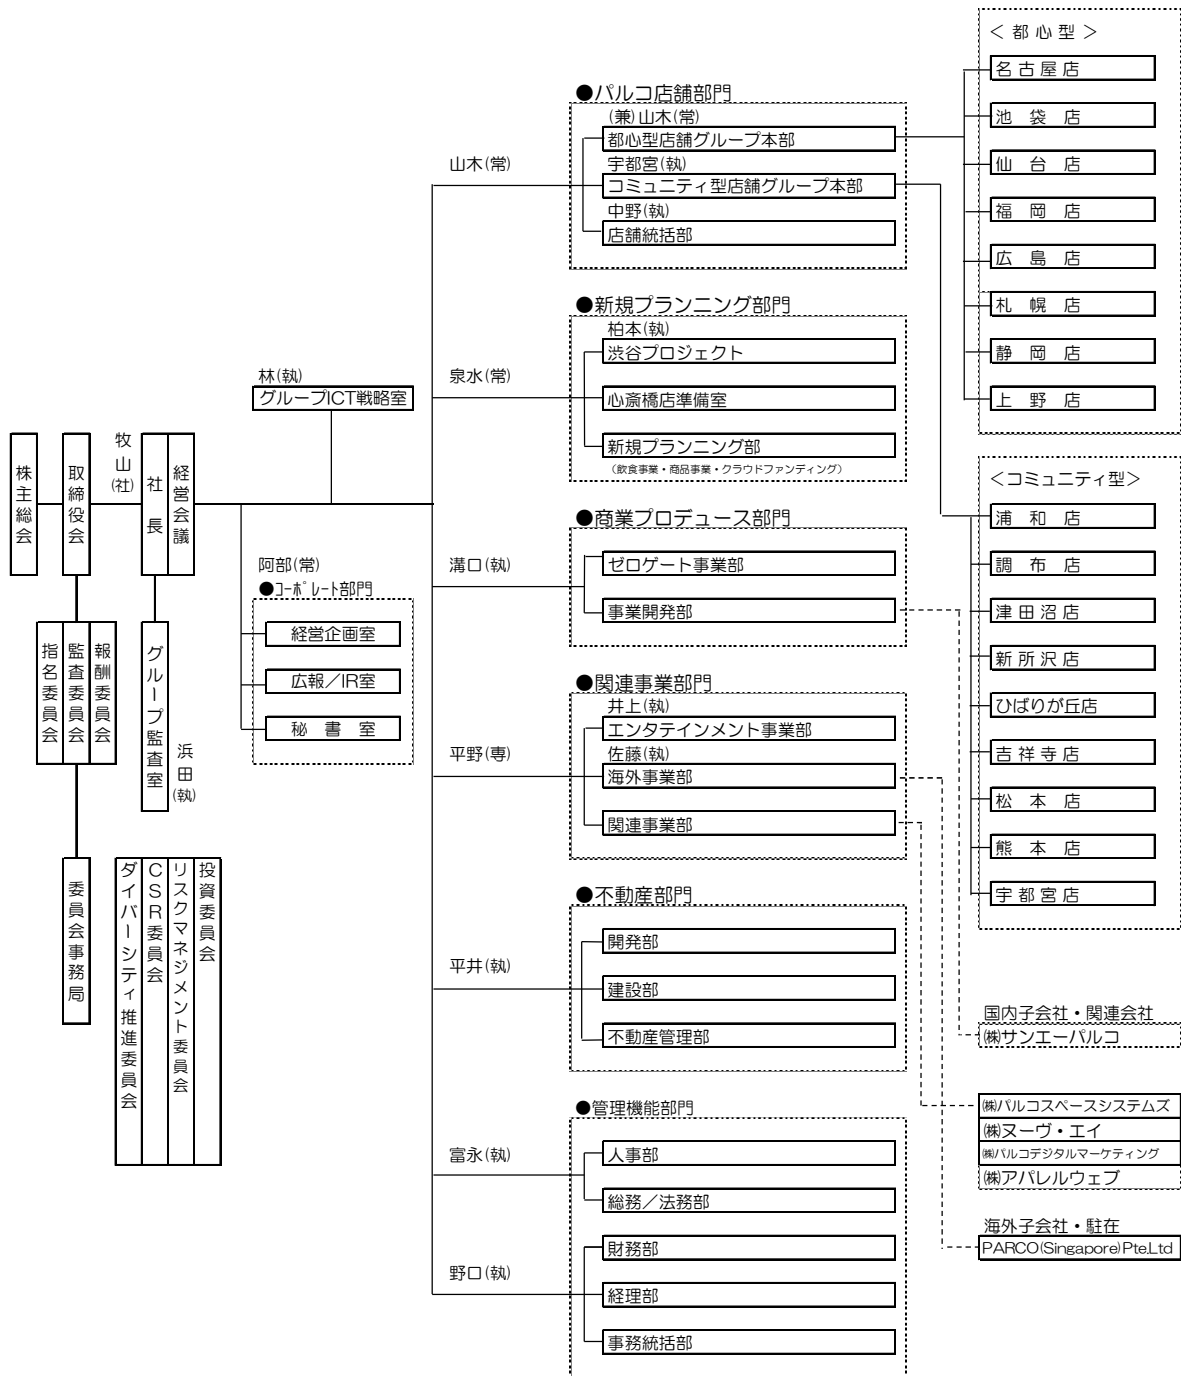 株主総会
取締役会
牧山(社)
社長
経営会議
指名委員会
監査委員会
報酬委員会
グループ監査室
浜田(執)
委員会事務局
ダイバーシティ推進委員会
CSR委員会
リスクマネジメント委員会
投資委員会
林(執)
グループICT戦略室
阿部(常)
●ｺｰﾎﾟﾚｰﾄ部門
経営企画室
広報／IR室
秘書室
山木(常)
●パルコ店舗部門
(兼)山木(常)
都心型店舗グループ本部
宇都宮(執)
コミュニティ型店舗グループ本部
中野(執)
店舗統括部
泉水(常)
●新規プランニング部門
柏本(執)
渋谷プロジェクト
心斎橋店準備室
新規プランニング部
（飲食事業・商品事業・クラウドファンディング）
溝口(執)
●商業プロデュース部門
ゼロゲート事業部
事業開発部
平野(専)
●関連事業部門
井上(執)
エンタテインメント事業部
佐藤(執)
海外事業部
関連事業部
平井(執)
●不動産部門
開発部
建設部
不動産管理部
●管理機能部門
富永(執)
人事部
総務／法務部
野口(執)
財務部
経理部
事務統括部
＜都心型＞
名古屋店
池袋店
仙台店
福岡店
広島店
札幌店
静岡店
上野店
＜コミュニティ型＞
浦和店
調布店
津田沼店
新所沢店
ひばりが丘店
吉祥寺店
松本店
熊本店
宇都宮店
国内子会社・関連会社
㈱サンエーパルコ
㈱パルコスペースシステムズ
㈱ヌーヴ・エイ
㈱パルコデジタルマーケティング
㈱アパレルウェブ
海外子会社・駐在
PARCO(Singapore)Pte.Ltd